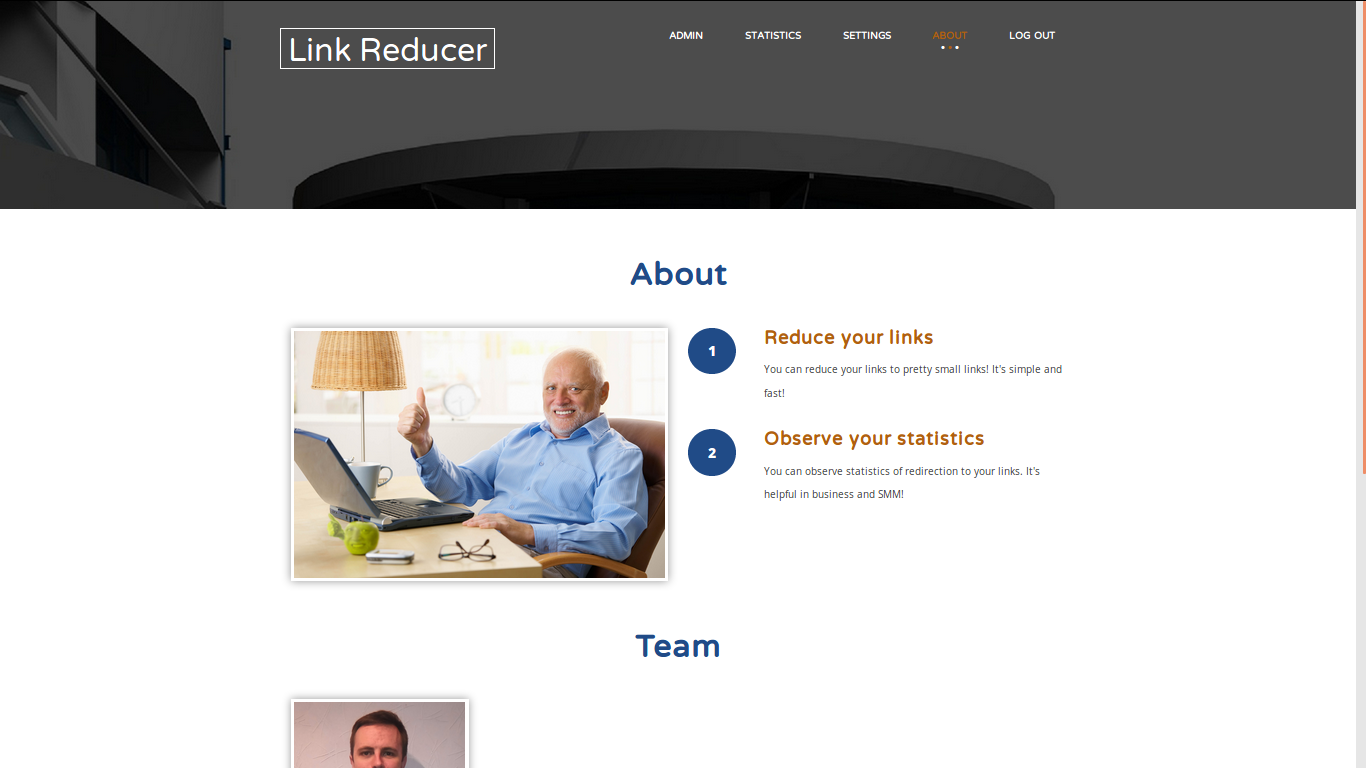 Link Reducer
ADMIN STATISTICS SETTINGS ABOUT LOG OUT
About
1
Reduce your links
You can reduce your links to pretty small links! It's simple and
fast!
2
Observe your statistics
You can observe statistics of redirection to your links. It's
helpful in business and SMM!
Team